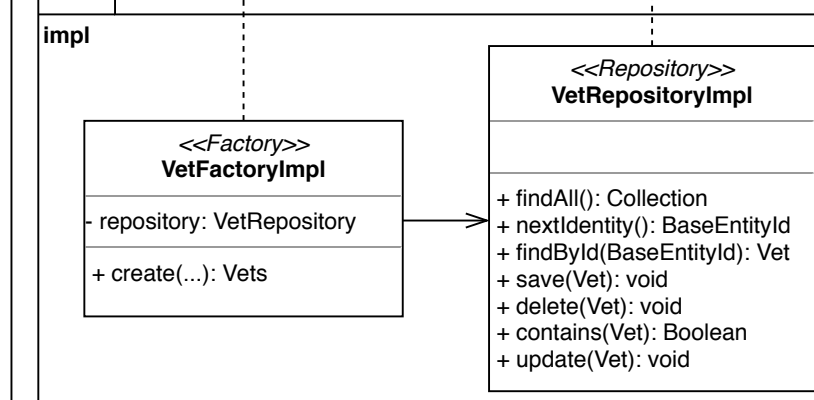 impl
<<Factory>>
VetFactoryImpl
- repository: VetRepository
+ create(...): Vets
<<Repository>>
VetRepositoryImpl
+ findAll(): Collection
+ nextIdentity(): BaseEntityId
+ findById(BaseEntityId): Vet
+ save(Vet): void
+ delete(Vet): void
+ contains(Vet): Boolean
+ update(Vet): void